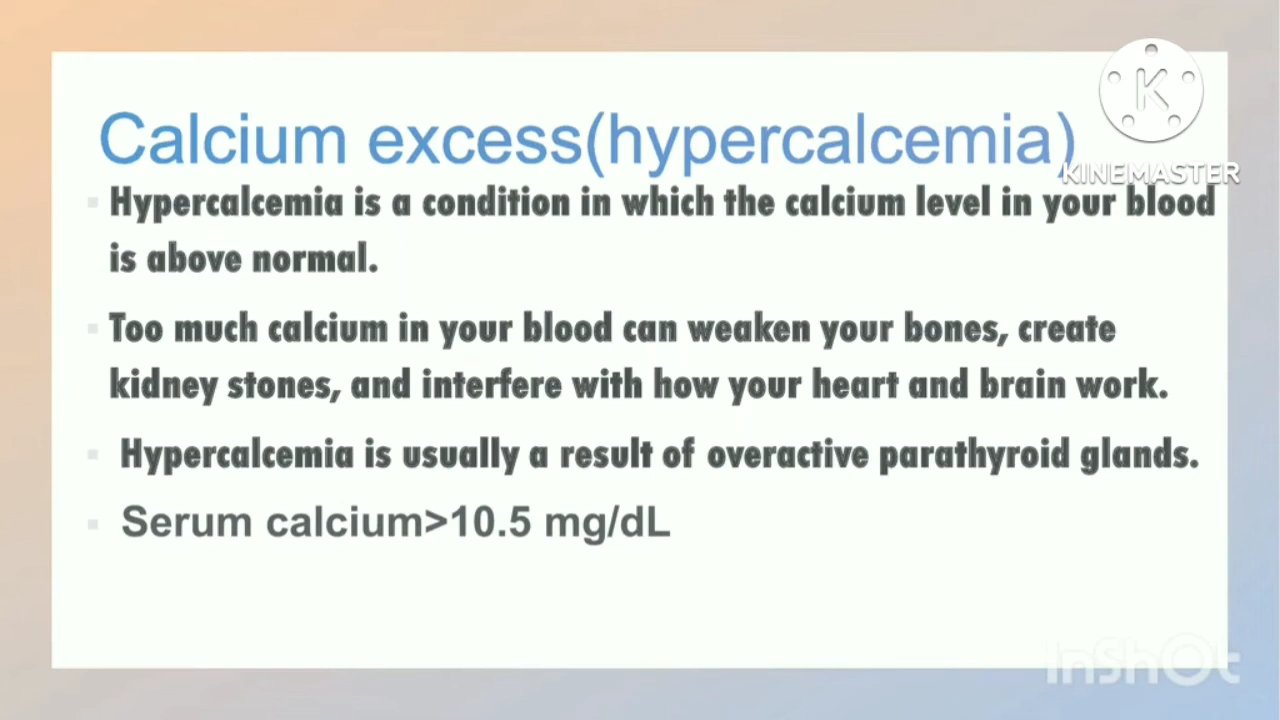 Calcium excess(hypercalcemia)
KINEMASTER
Hypercalcemia is a condition in which the calcium level in your blood
is above normal.
Too much calcium in your blood can weaken your bones, create
kidney stones, and interfere with how your heart and brain work.
Hypercalcemia is usually a result of overactive parathyroid glands.
Serum calcium>10.5 mg/dL
InShOt